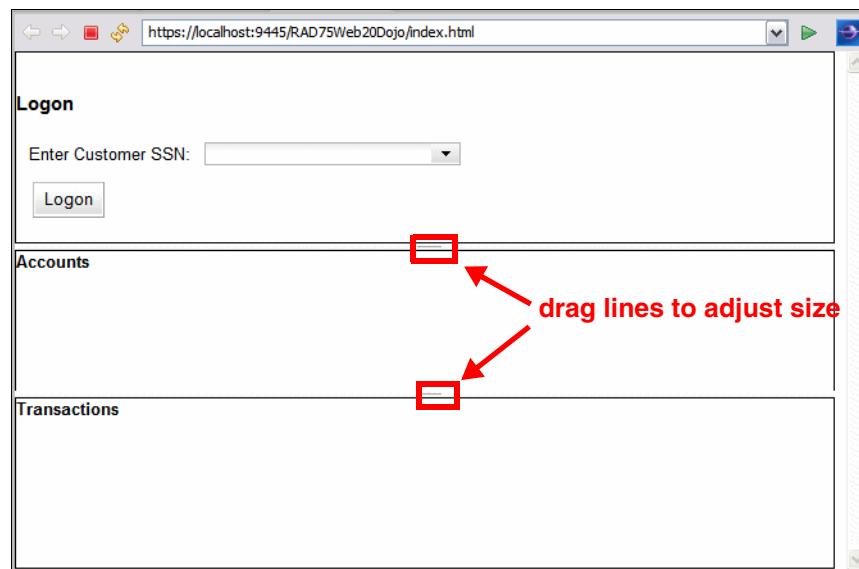 https://localhost:9445/RAD75Web20Dojo/index.html
Logon
Enter Customer SSN:
Logon
Accounts
drag lines to adjust size
Transactions